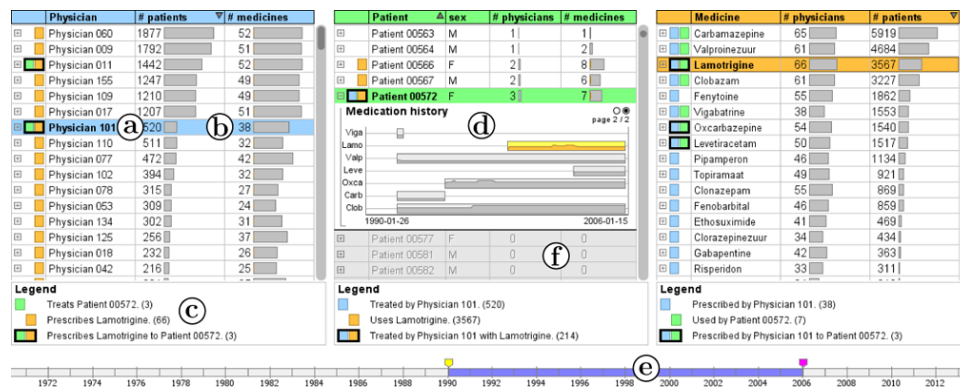 Physician # patients # medicines
Physician 060 1877 52
Physician 009 1792 51
Physician 011 1442 52
Physician 155 1247 49
Physician 109 1210 49
Physician 017 1207 51
Physician 101 520 38
Physician 110 511 32
Physician 077 472 42
Physician 102 394 32
Physician 078 315 27
Physician 053 309 24
Physician 134 302 31
Physician 125 256 37
Physician 018 232 26
Physician 042 216 25
a
b
Legend
Treats Patient 00572. (3)
Prescribes Lamotrigine. (66)
Prescribes Lamotrigine to Patient 00572. (3)
c
Patient sex # physicians # medicines
Patient 00563 M 1 1
Patient 00564 M 1 2
Patient 00566 F 2 8
Patient 00567 M 2 6
Patient 00572 F 3 7
Medication history
page 2 / 2
d
Viga
Lamo
Valp
Leve
Oxca
Carb
Clob
1990-01-26 2006-01-15
Patient 00577 F 0 0
Patient 00581 M 0 0
Patient 00582 M 0 0
f
Legend
Treated by Physician 101. (520)
Uses Lamotrigine. (3567)
Treated by Physician 101 with Lamotrigine. (214)
Medicine # physicians # patients
Carbamazepine 65 5919
Valproinezuur 61 4684
Lamotrigine 66 3567
Clobazam 61 3227
Fenytoine 55 1862
Vigabatrine 38 1553
Oxcarbazepine 54 1540
Levetiracetam 50 1517
Pipamperon 46 1134
Topiramaat 49 921
Clonazepam 55 869
Fenobarbital 46 859
Ethosuximide 41 469
Clorazepinezuur 34 434
Gabapentine 42 363
Risperidon 33 311
Legend
Prescribed by Physician 101. (38)
Used by Patient 00572. (7)
Prescribed by Physician 101 to Patient 00572. (3)
e
1972 1974 1976 1978 1980 1982 1984 1986 1988 1990 1992 1994 1996 1998 2000 2002 2004 2006 2008 2010 2012